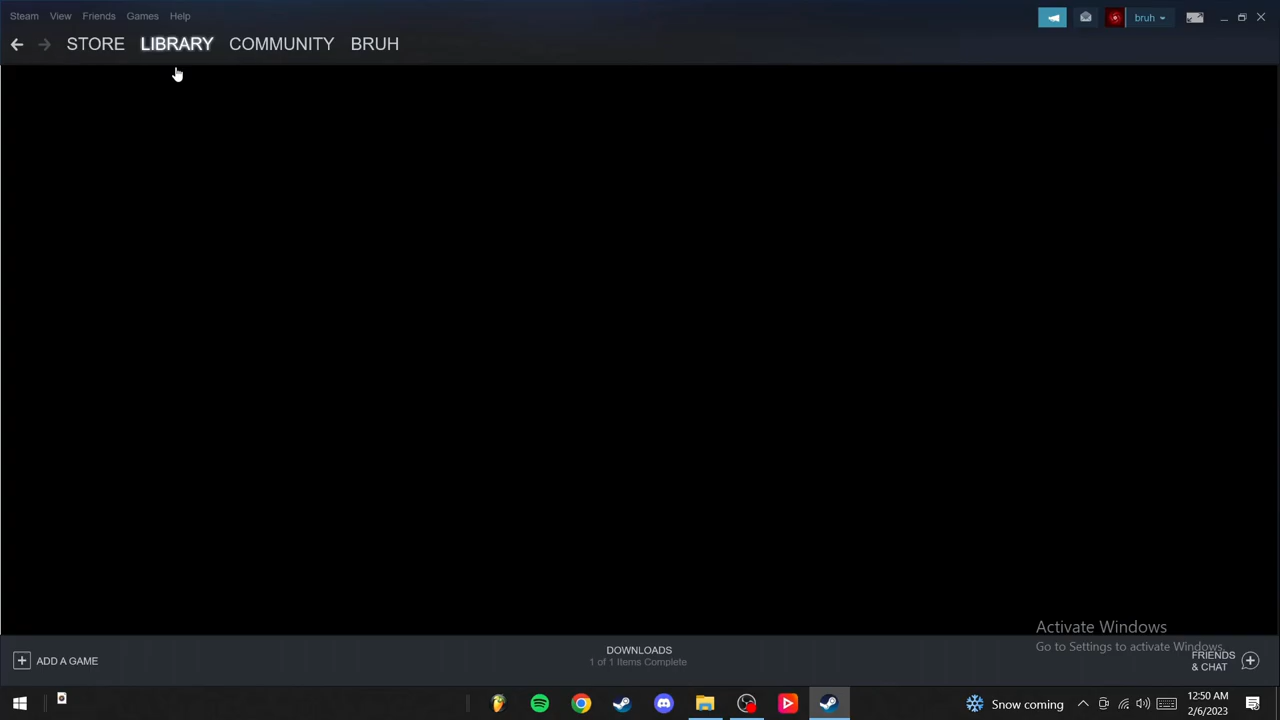 Steam View Friends Games Help
bruh
STORE LIBRARY COMMUNITY BRUH
Activate Windows
Go to Settings to activate Windows.
ADD A GAME
DOWNLOADS
1 of 1 Items Complete
FRIENDS
& CHAT
Snow coming
12:50 AM
2/6/2023